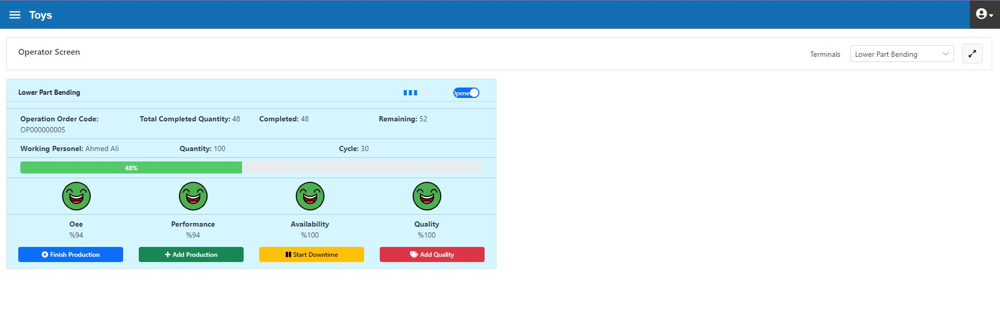 Toys
Operator Screen
Terminals Lower Part Bending
Lower Part Bending
Operation Order Code: Total Completed Quantity: 48 Completed: 48 Remaining: 52
OP000000005
Working Personel: Ahmed Ali Quantity: 100 Cycle: 30
48%
Oee Performance Availability Quality
%94 %94 %100 %100
Finish Production Add Production Start Downtime Add Quality